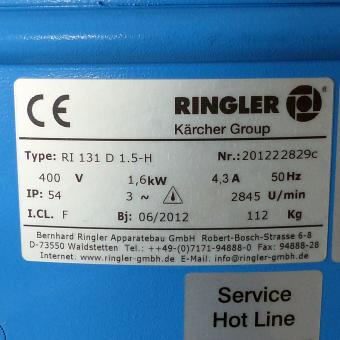 CE RINGLER ®
Kärcher Group
Type: RI 131 D 1.5-H Nr.:201222829c
400 V 1,6kW 4,3 A 50 Hz
IP: 54 3 ~ 2845 U/min
I.CL. F Bj: 06/2012 112 Kg
Bernhard Ringler Apparatebau GmbH Robert-Bosch-Strasse 6-8
D-73550 Waldstetten Tel.: ++49-(0)7171-94888-0 Fax: 94888-28
Internet. www.ringler-gmbh.de E-Mail. info@ringler-gmbh.de
Service
Hot Line